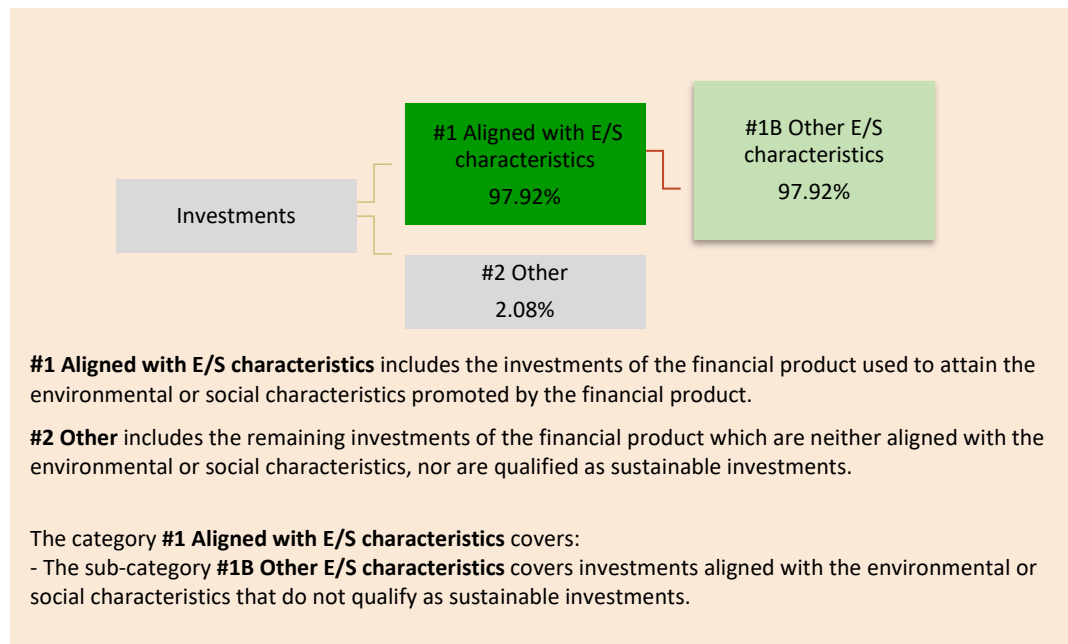 Investments
#1 Aligned with E/S
characteristics
97.92%
#1B Other E/S
characteristics
97.92%
#2 Other
2.08%
#1 Aligned with E/S characteristics includes the investments of the financial product used to attain the
environmental or social characteristics promoted by the financial product.
#2 Other includes the remaining investments of the financial product which are neither aligned with the
environmental or social characteristics, nor are qualified as sustainable investments.
The category #1 Aligned with E/S characteristics covers:
- The sub-category #1B Other E/S characteristics covers investments aligned with the environmental or
social characteristics that do not qualify as sustainable investments.